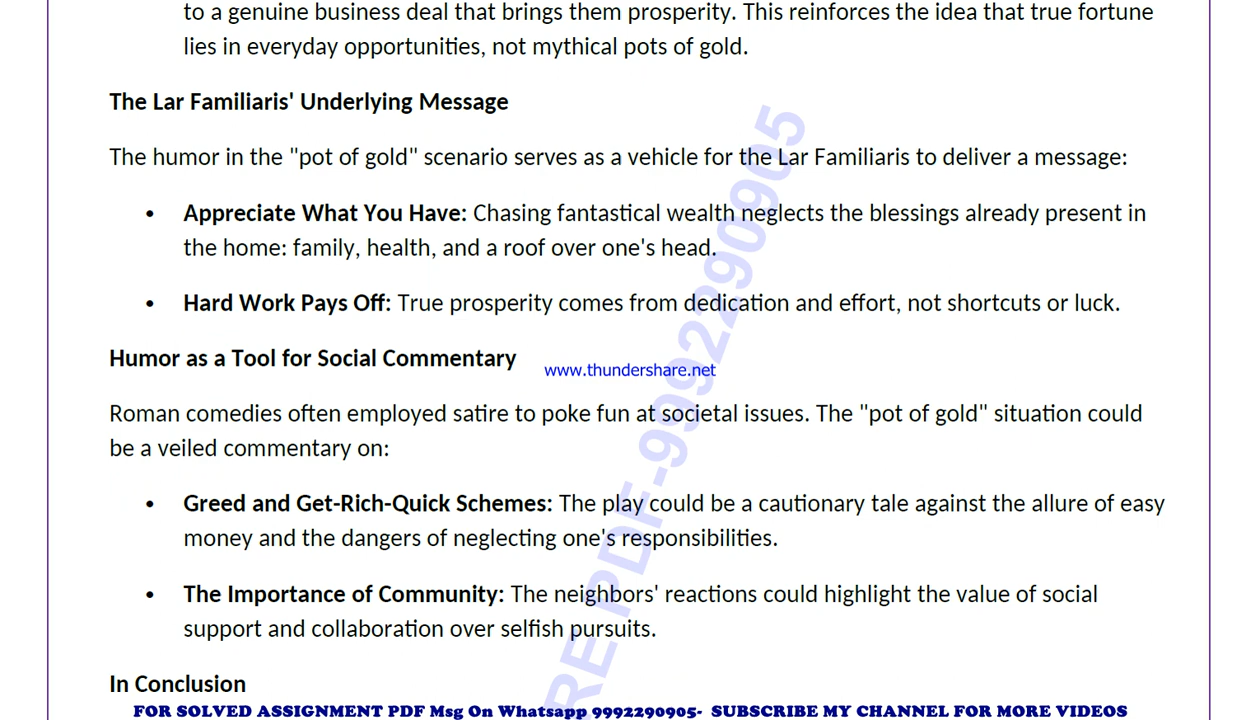 to a genuine business deal that brings them prosperity. This reinforces the idea that true fortune
lies in everyday opportunities, not mythical pots of gold.
The Lar Familiaris' Underlying Message
The humor in the "pot of gold" scenario serves as a vehicle for the Lar Familiaris to deliver a message:
• Appreciate What You Have: Chasing fantastical wealth neglects the blessings already present in
the home: family, health, and a roof over one's head.
• Hard Work Pays Off: True prosperity comes from dedication and effort, not shortcuts or luck.
Humor as a Tool for Social Commentary
www.thundershare.net
Roman comedies often employed satire to poke fun at societal issues. The "pot of gold" situation could
be a veiled commentary on:
• Greed and Get-Rich-Quick Schemes: The play could be a cautionary tale against the allure of easy
money and the dangers of neglecting one's responsibilities.
• The Importance of Community: The neighbors' reactions could highlight the value of social
support and collaboration over selfish pursuits.
In Conclusion
FOR SOLVED ASSIGNMENT PDF Msg On Whatsapp 9992290905- SUBSCRIBE MY CHANNEL FOR MORE VIDEOS
RE PDF-9992290905